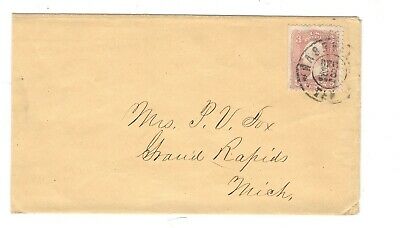 Mrs. P. V. Fox
Grand Rapids
Mich.